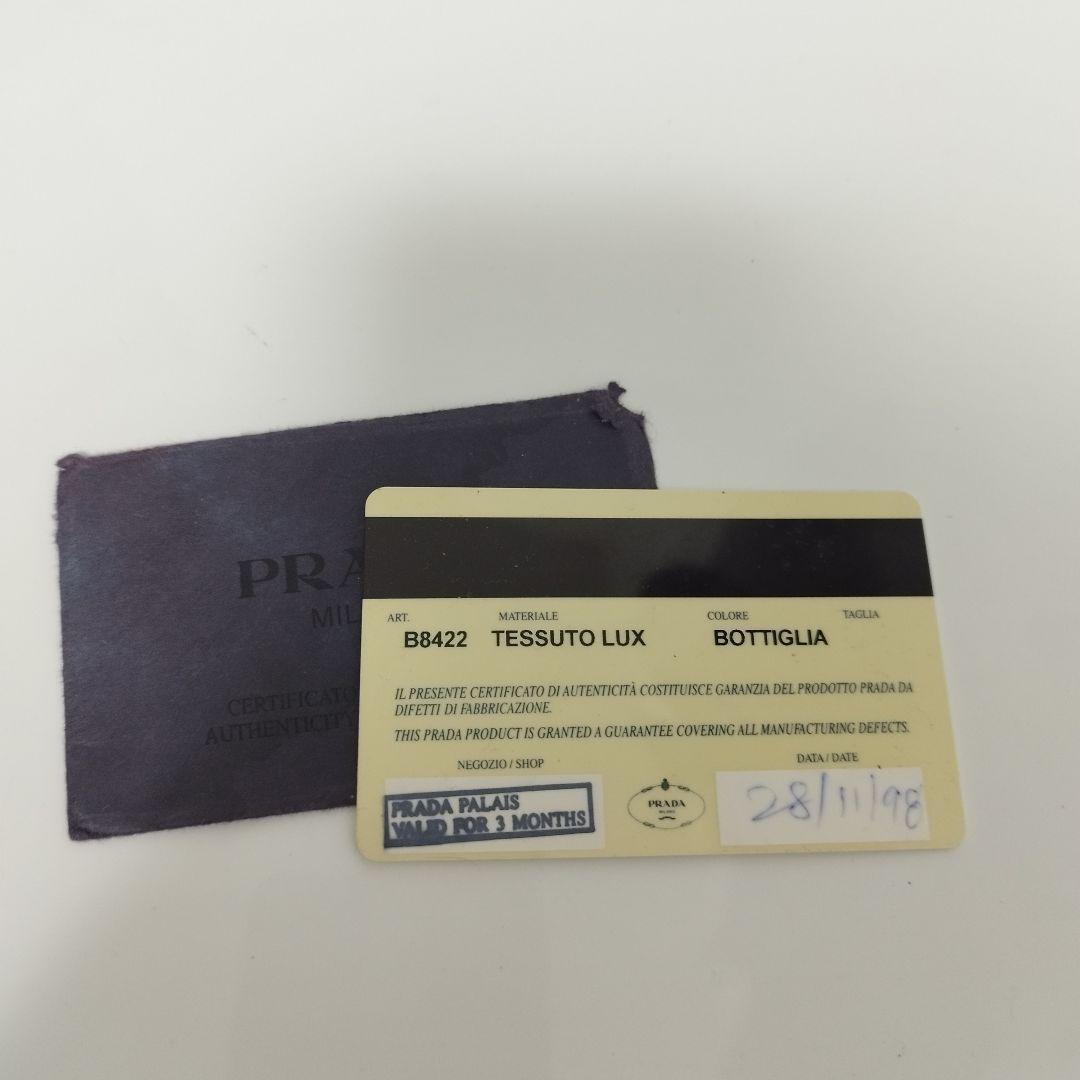 PRA
MIL
CERTIFICATO
AUTHENTICITY
ART. MATERIALE COLORE TAGLIA
B8422 TESSUTO LUX BOTTIGLIA
IL PRESENTE CERTIFICATO DI AUTENTICITÀ COSTITUISCE GARANZIA DEL PRODOTTO PRADA DA
DIFETTI DI FABBRICAZIONE.
THIS PRADA PRODUCT IS GRANTED A GUARANTEE COVERING ALL MANUFACTURING DEFECTS.
NEGOZIO / SHOP DATA / DATE
PRADA PALAIS
VALID FOR 3 MONTHS
PRADA
MILANO
28/11/98